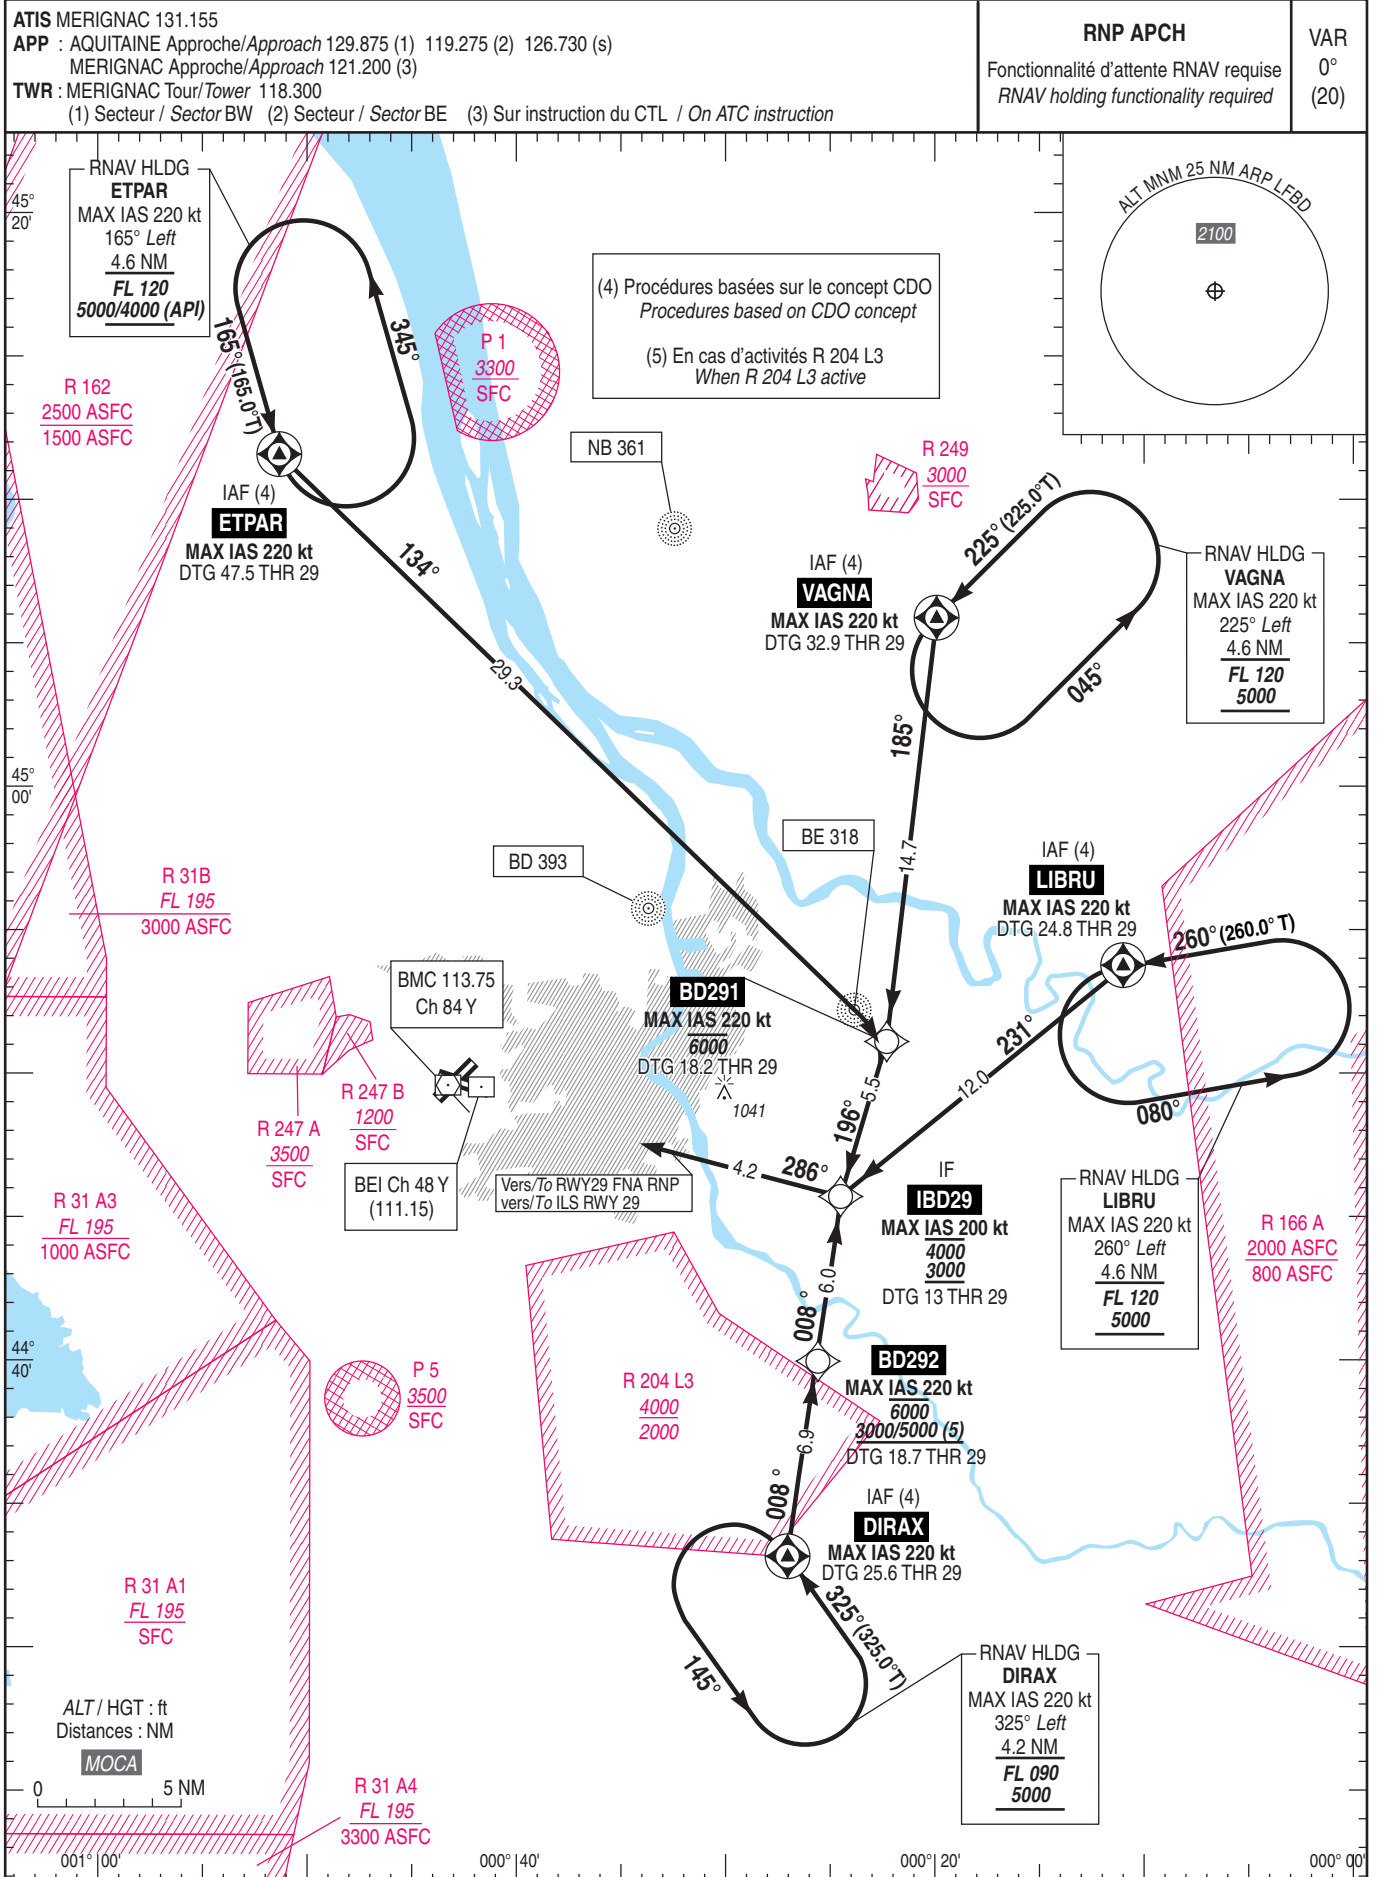 ATIS MERIGNAC 131.155
APP : AQUITAINE Approche/Approach 129.875 (1) 119.275 (2) 126.730 (s)
MERIGNAC Approche/Approach 121.200 (3)
TWR : MERIGNAC Tour/Tower 118.300
(1) Secteur / Sector BW (2) Secteur / Sector BE (3) Sur instruction du CTL / On ATC instruction
RNP APCH
Fonctionnalité d'attente RNAV requise
RNAV holding functionality required
VAR
0°
(20)
RNAV HLDG
ETPAR
MAX IAS 220 kt
165° Left
4.6 NM
FL 120
5000/4000 (API)
45°
20'
ALT MNM 25 NM ARP LFBD
2100
(4) Procédures basées sur le concept CDO
Procedures based on CDO concept
(5) En cas d'activités R 204 L3
When R 204 L3 active
165° (165.0°T)
345°
P 1
3300
SFC
R 162
2500 ASFC
1500 ASFC
NB 361
R 249
3000
SFC
IAF (4)
ETPAR
MAX IAS 220 kt
DTG 47.5 THR 29
134°
29.3
225° (225.0°T)
045°
IAF (4)
VAGNA
MAX IAS 220 kt
DTG 32.9 THR 29
RNAV HLDG
VAGNA
MAX IAS 220 kt
225° Left
4.6 NM
FL 120
5000
185°
14.7
45°
00'
BE 318
BD 393
R 31B
FL 195
3000 ASFC
IAF (4)
LIBRU
MAX IAS 220 kt
DTG 24.8 THR 29
260° (260.0° T)
080°
231°
12.0
BMC 113.75
Ch 84 Y
BD291
MAX IAS 220 kt
6000
DTG 18.2 THR 29
1041
R 247 B
1200
SFC
R 247 A
3500
SFC
196°
5.5
BEI Ch 48 Y
(111.15)
286°
4.2
Vers/To RWY29 FNA RNP
vers/To ILS RWY 29
IF
IBD29
MAX IAS 200 kt
4000
3000
DTG 13 THR 29
RNAV HLDG
LIBRU
MAX IAS 220 kt
260° Left
4.6 NM
FL 120
5000
R 31 A3
FL 195
1000 ASFC
R 166 A
2000 ASFC
800 ASFC
008°
6.0
44°
40'
P 5
3500
SFC
R 204 L3
4000
2000
BD292
MAX IAS 220 kt
6000
3000/5000 (5)
DTG 18.7 THR 29
008°
6.9
IAF (4)
DIRAX
MAX IAS 220 kt
DTG 25.6 THR 29
R 31 A1
FL 195
SFC
325° (325.0°T)
145°
RNAV HLDG
DIRAX
MAX IAS 220 kt
325° Left
4.2 NM
FL 090
5000
ALT / HGT : ft
Distances : NM
MOCA
0 5 NM
R 31 A4
FL 195
3300 ASFC
001° 00' 000° 40' 000° 20' 000° 00'